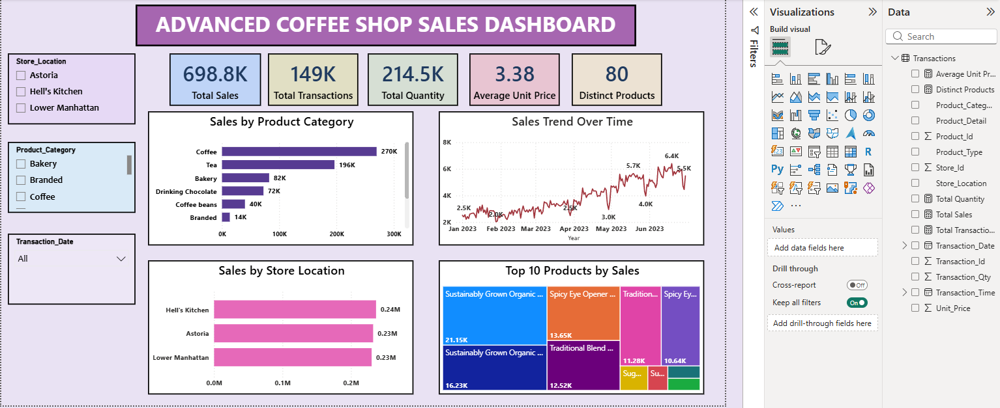 ADVANCED COFFEE SHOP SALES DASHBOARD
Store_Location
Astoria
Hell's Kitchen
Lower Manhattan
698.8K
Total Sales
149K
Total Transactions
214.5K
Total Quantity
3.38
Average Unit Price
80
Distinct Products
Product_Category
Bakery
Branded
Coffee
Transaction_Date
All
Sales by Product Category
Coffee 270K
Tea 196K
Bakery 82K
Drinking Chocolate 72K
Coffee beans 40K
Branded 14K
0K 100K 200K 300K
Sales Trend Over Time
8K
6K
4K
2K
2.5K
2.0K
2.5K
5.7K
3.0K
4.0K
6.4K
5.5K
Jan 2023 Feb 2023 Mar 2023 Apr 2023 May 2023 Jun 2023
Year
Sales by Store Location
Hell's Kitchen 0.24M
Astoria 0.23M
Lower Manhattan 0.23M
0.0M 0.1M 0.2M
Top 10 Products by Sales
Sustainably Grown Organic ...
21.15K
Sustainably Grown Organic ...
16.23K
Spicy Eye Opener ...
13.65K
Traditional Blend ...
12.52K
Tradition...
11.28K
Spicy Ey...
10.64K
Sug...
Su...
Filters
Visualizations
Build visual
123
R
Py
...
Values
Add data fields here
Drill through
Cross-report
Off
Keep all filters
On
Add drill-through fields here
Data
Search
Transactions
Average Unit Pr...
Distinct Products
Product_Categ...
Product_Detail
Product_Id
Product_Type
Store_Id
Store_Location
Total Quantity
Total Sales
Total Transactio...
Transaction_Date
Transaction_Id
Transaction_Qty
Transaction_Time
Unit_Price